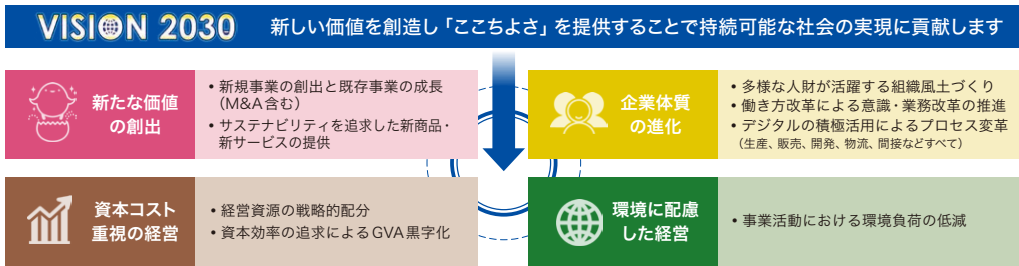 VISION 2030 新しい価値を創造し「ここちよさ」を提供することで持続可能な社会の実現に貢献します
新たな価値
の創出
・新規事業の創出と既存事業の成長
（M&A含む）
・サステナビリティを追求した新商品・
新サービスの提供
企業体質
の進化
・多様な人財が活躍する組織風土づくり
・働き方改革による意識・業務改革の推進
・デジタルの積極活用によるプロセス変革
（生産、販売、開発、物流、間接などすべて）
資本コスト
重視の経営
・経営資源の戦略的配分
・資本効率の追求によるGVA黒字化
環境に配慮
した経営
・事業活動における環境負荷の低減